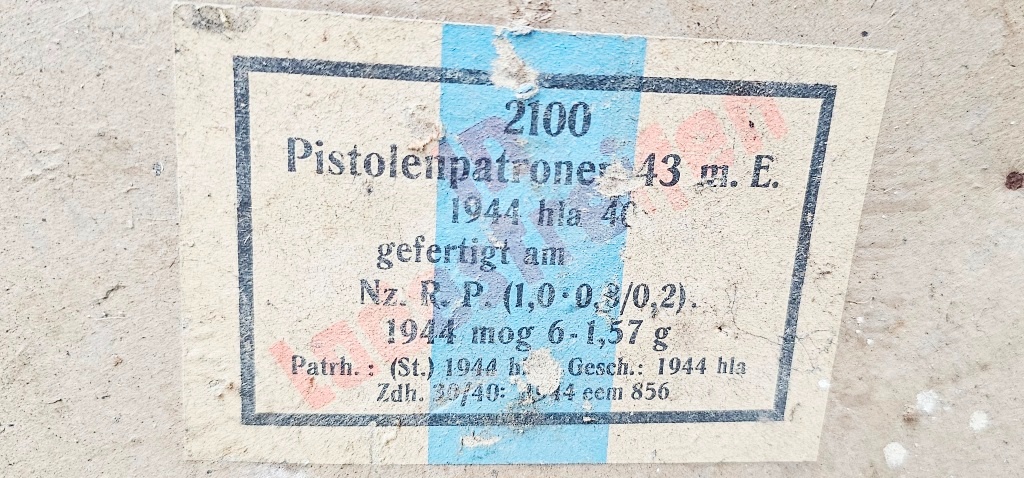 2100
Pistolenpatronen 43 m. E.
1944 hla 40
gefertigt am
Nz. R. P. (1,0·0,8/0,2).
1944 mog 6-1,57 g
Patrh.: (St.) 1944 Gesch.: 1944 hla
Zdh. 30/40: 1944 eem 856